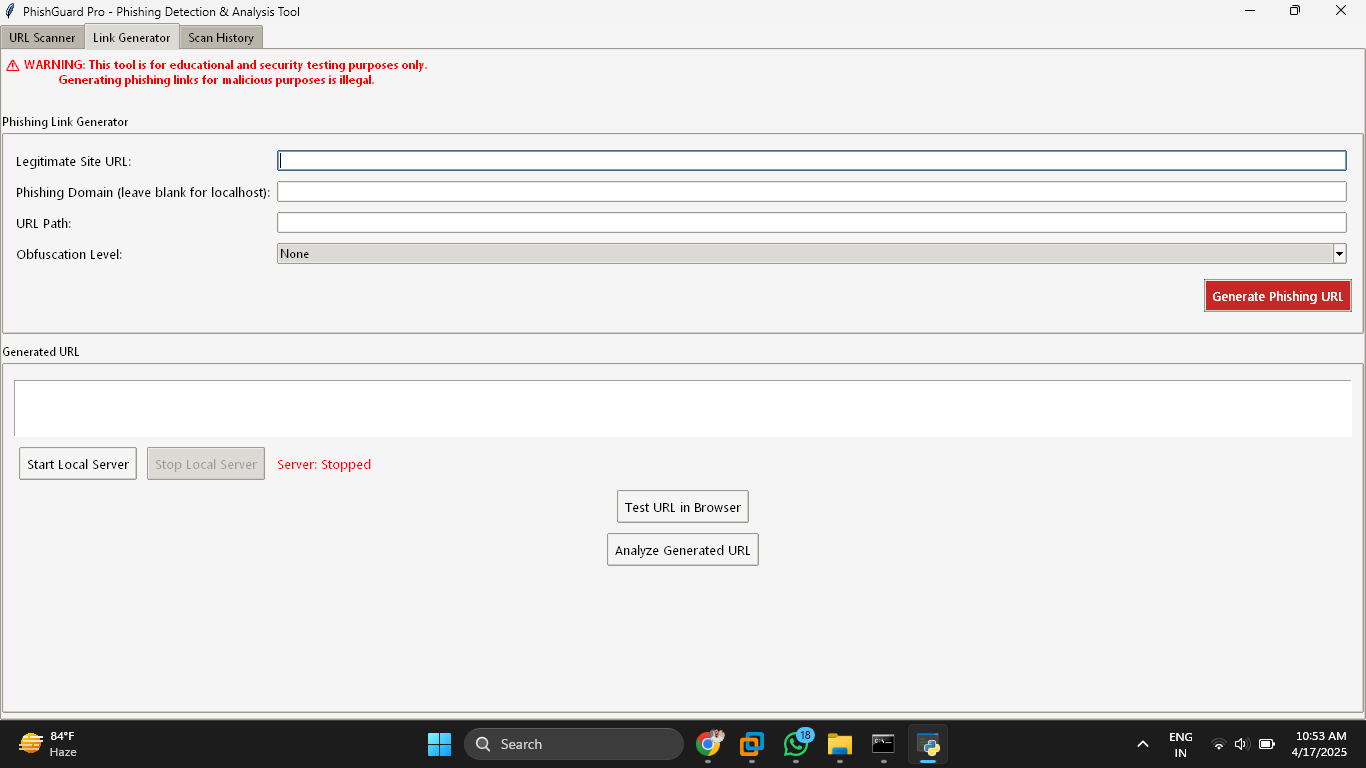 PhishGuard Pro - Phishing Detection & Analysis Tool
URL Scanner Link Generator Scan History
⚠ WARNING: This tool is for educational and security testing purposes only.
Generating phishing links for malicious purposes is illegal.
Phishing Link Generator
Legitimate Site URL:
Phishing Domain (leave blank for localhost):
URL Path:
Obfuscation Level: None
Generate Phishing URL
Generated URL
Start Local Server Stop Local Server Server: Stopped
Test URL in Browser
Analyze Generated URL
84°F
Haze
Search
18
ENG
IN
10:53 AM
4/17/2025